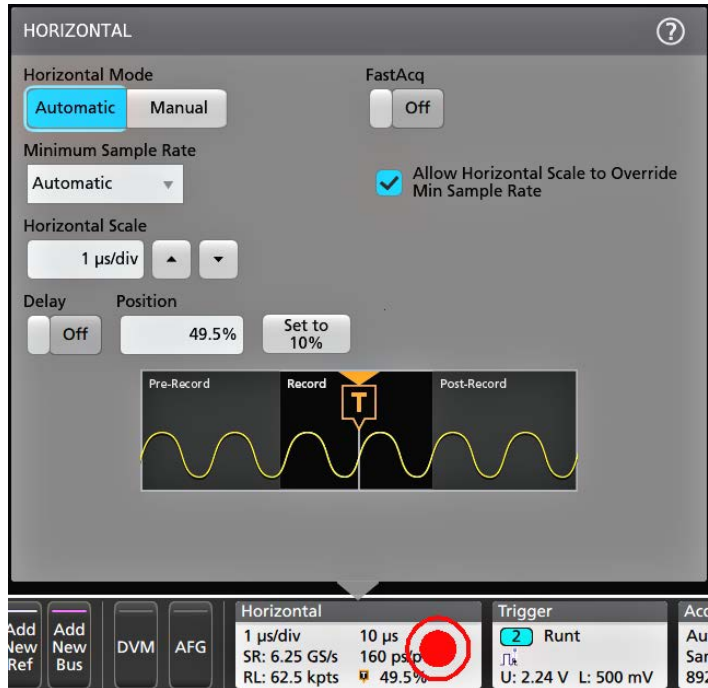 HORIZONTAL ?
Horizontal Mode
Automatic Manual
FastAcq
Off
Minimum Sample Rate
Automatic
Allow Horizontal Scale to Override
Min Sample Rate
Horizontal Scale
1 µs/div
Delay Position
Off 49.5% Set to
10%
Pre-Record Record Post-Record
T
Add
New
Ref
Add
New
Bus
DVM
AFG
Horizontal
1 µs/div 10 µs
SR: 6.25 GS/s 160 ps/p
RL: 62.5 kpts 49.5%
Trigger
2 Runt
U: 2.24 V L: 500 mV